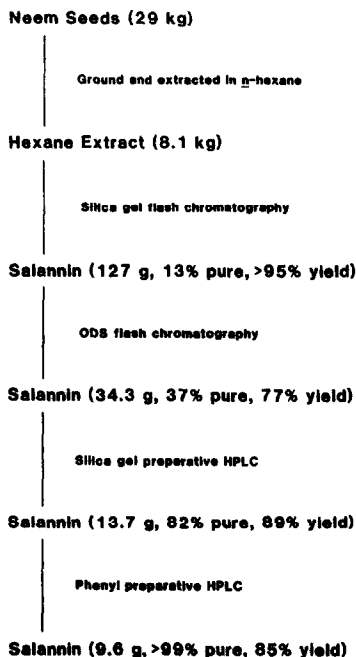 Neem Seeds (29 kg)
Ground and extracted in n-hexane
Hexane Extract (8.1 kg)
Silica gel flash chromatography
Salannin (127 g, 13% pure, >95% yield)
ODS flash chromatography
Salannin (34.3 g, 37% pure, 77% yield)
Silica gel preparative HPLC
Salannin (13.7 g, 82% pure, 89% yield)
Phenyl preparative HPLC
Salannin (9.6 g, >99% pure, 85% yield)